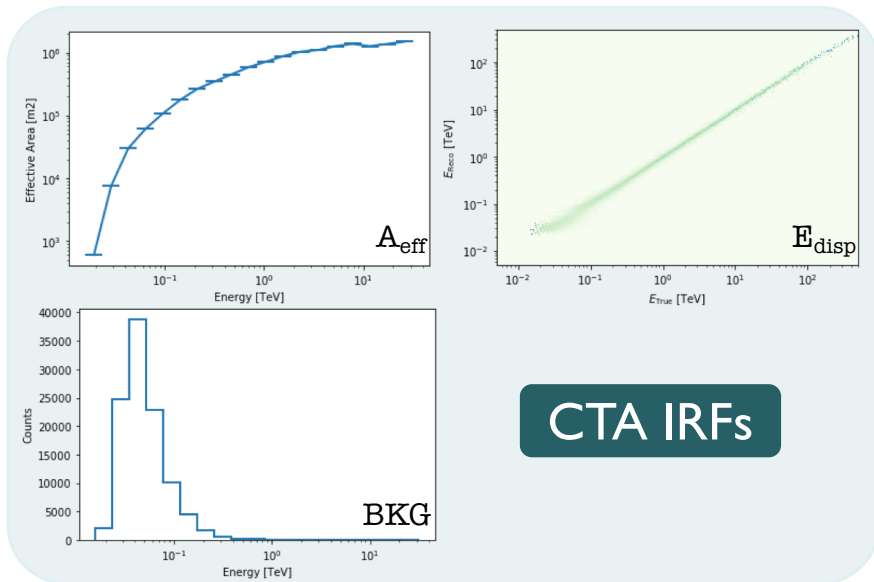 10⁶
10⁵
10⁴
10³
Effective Area [m2]
A_eff
10⁻¹ 10⁰ 10¹
Energy [TeV]
10²
10¹
10⁰
10⁻¹
10⁻²
E_Reco [TeV]
E_disp
10⁻² 10⁻¹ 10⁰ 10¹ 10²
E_True [TeV]
40000
35000
30000
25000
20000
15000
10000
5000
0
Counts
BKG
10⁻¹ 10⁰ 10¹
Energy [TeV]
CTA IRFs